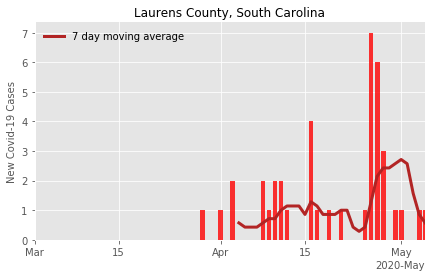 Laurens County, South Carolina
7 day moving average
New Covid-19 Cases
7
6
5
4
3
2
1
0
Mar 15 Apr 15 May
2020-May